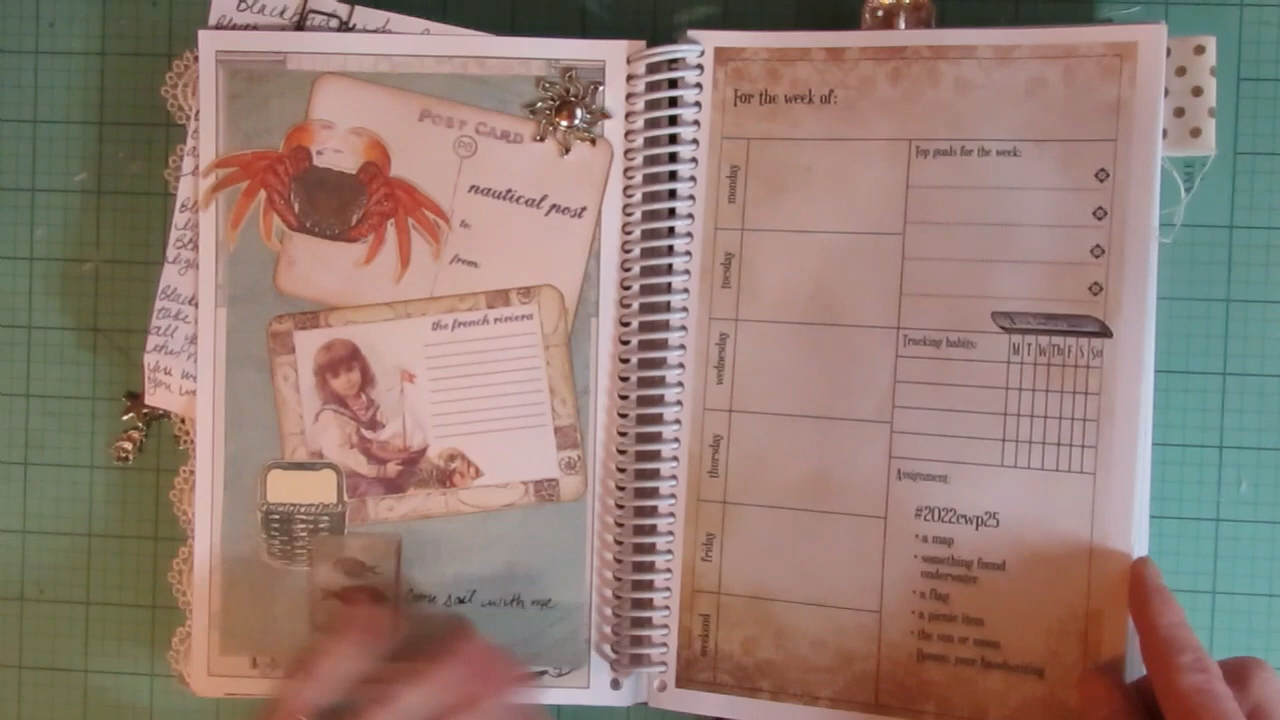 Blackbird
POST CARD
nautical post
to:
from:
the french riviera
Come sail with me
For the week of:
monday
tuesday
wednesday
thursday
friday
weekend
Top goals for the week:
Tracking habits:
M T W Th F S Su
Assignment:
#2022ewp25
• a map
• something found
underwater
• a flag
• a picnic item
• the sun or moon
Bonus: your handwriting